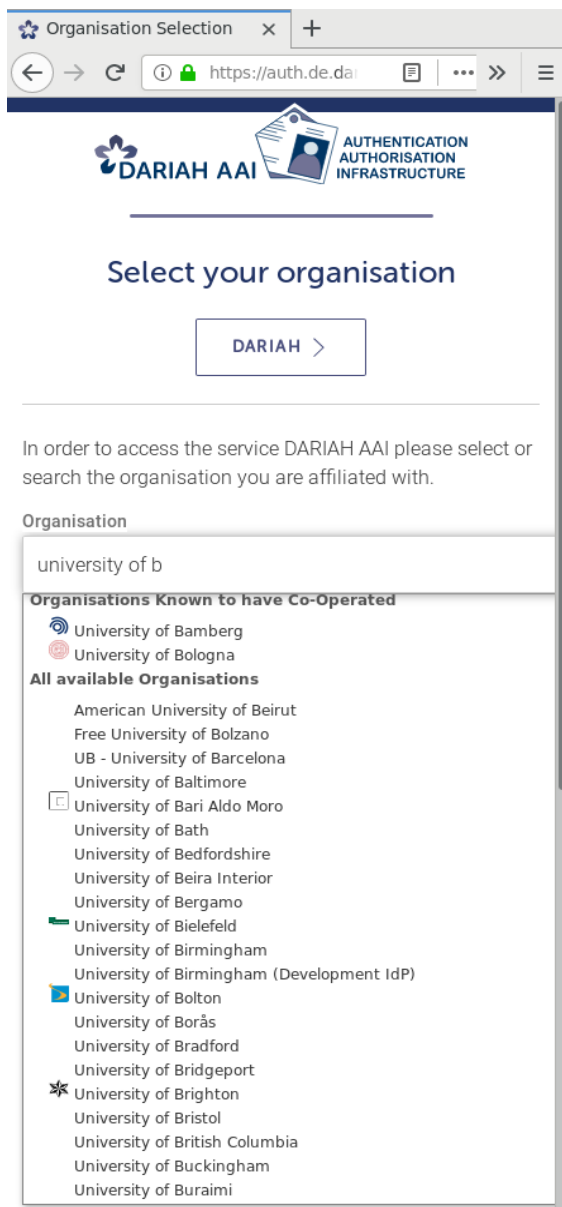 Organisation Selection
https://auth.de.da
DARIAH AAI
AUTHENTICATION
AUTHORISATION
INFRASTRUCTURE
Select your organisation
DARIAH
In order to access the service DARIAH AAI please select or
search the organisation you are affiliated with.
Organisation
university of b
Organisations Known to have Co-Operated
University of Bamberg
University of Bologna
All available Organisations
American University of Beirut
Free University of Bolzano
UB - University of Barcelona
University of Baltimore
University of Bari Aldo Moro
University of Bath
University of Bedfordshire
University of Beira Interior
University of Bergamo
University of Bielefeld
University of Birmingham
University of Birmingham (Development IdP)
University of Bolton
University of Borås
University of Bradford
University of Bridgeport
University of Brighton
University of Bristol
University of British Columbia
University of Buckingham
University of Buraimi